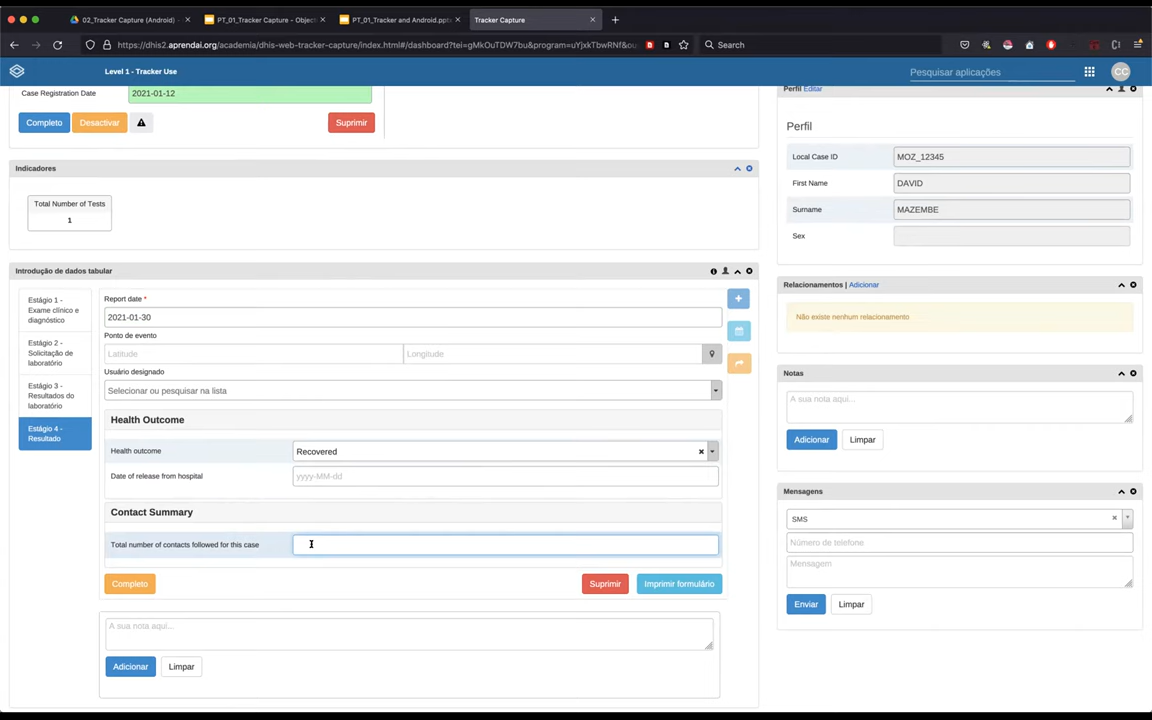 02_Tracker Capture (Android) -
PT_01_Tracker Capture - Object
PT_01_Tracker and Android.pptx
Tracker Capture
https://dhis2.aprendai.org/academia/dhis-web-tracker-capture/index.html#/dashboard?tei=gMkOuTDW7bu&program=uYjxkTbwRNf&ou
Search
Level 1 - Tracker Use
Pesquisar aplicações
CC
Case Registration Date
2021-01-12
Completo
Desactivar
Suprimir
Indicadores
Total Number of Tests
1
Introdução de dados tabular
Estágio 1 -
Exame clínico e
diagnóstico
Estágio 2 -
Solicitação de
laboratório
Estágio 3 -
Resultados do
laboratório
Estágio 4 -
Resultado
Report date *
2021-01-30
Ponto de evento
Latitude
Longitude
Usuário designado
Selecionar ou pesquisar na lista
Health Outcome
Health outcome
Recovered
Date of release from hospital
yyyy-MM-dd
Contact Summary
Total number of contacts followed for this case
Completo
Suprimir
Imprimir formulário
A sua nota aqui...
Adicionar
Limpar
Perfil Editar
Perfil
Local Case ID
MOZ_12345
First Name
DAVID
Surname
MAZEMBE
Sex
Relacionamentos | Adicionar
Não existe nenhum relacionamento
Notas
A sua nota aqui...
Adicionar
Limpar
Mensagens
SMS
Número de telefone
Mensagem
Enviar
Limpar